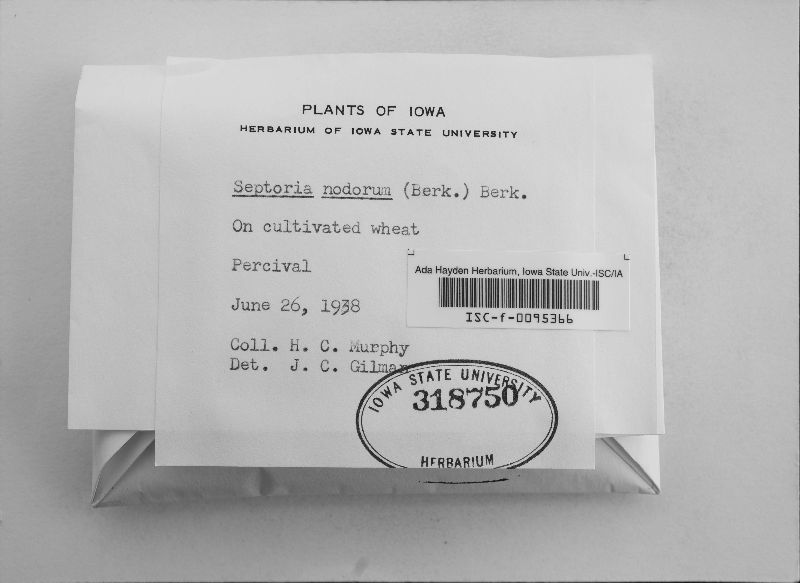 PLANTS OF IOWA
HERBARIUM OF IOWA STATE UNIVERSITY
Septoria nodorum (Berk.) Berk.
On cultivated wheat
Percival
June 26, 1938
Coll. H. C. Murphy
Det. J. C. Gilman
Ada Hayden Herbarium, Iowa State Univ.-ISC/IA
ISC-f-0095366
IOWA STATE UNIVERSITY
318750
HERBARIUM